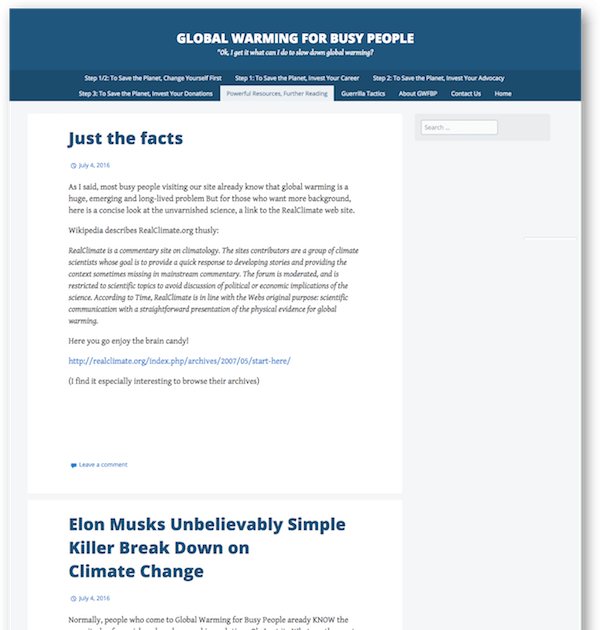 GLOBAL WARMING FOR BUSY PEOPLE
"Ok, I get it what can I do to slow down global warming?
Step 1/2: To Save the Planet, Change Yourself First Step 1: To Save the Planet, Invest Your Career Step 2: To Save the Planet, Invest Your Advocacy
Step 3: To Save the Planet, Invest Your Donations Powerful Resources, Further Reading Guerrilla Tactics About GWFBP Contact Us Home
Search ...
Just the facts
July 4, 2016
As I said, most busy people visiting our site already know that global warming is a
huge, emerging and long-lived problem But for those who want more background,
here is a concise look at the unvarnished science, a link to the RealClimate web site.
Wikipedia describes RealClimate.org thusly:
RealClimate is a commentary site on climatology. The sites contributors are a group of climate
scientists whose goal is to provide a quick response to developing stories and providing the
context sometimes missing in mainstream commentary. The forum is moderated, and is
restricted to scientific topics to avoid discussion of political or economic implications of the
science. According to Time, RealClimate is in line with the Webs original purpose: scientific
communication with a straightforward presentation of the physical evidence for global
warming.
Here you go enjoy the brain candy!
http://realclimate.org/index.php/archives/2007/05/start-here/
(I find it especially interesting to browse their archives)
Leave a comment
Elon Musks Unbelievably Simple
Killer Break Down on
Climate Change
July 4, 2016
Normally, people who come to Global Warming for Busy People aready KNOW the